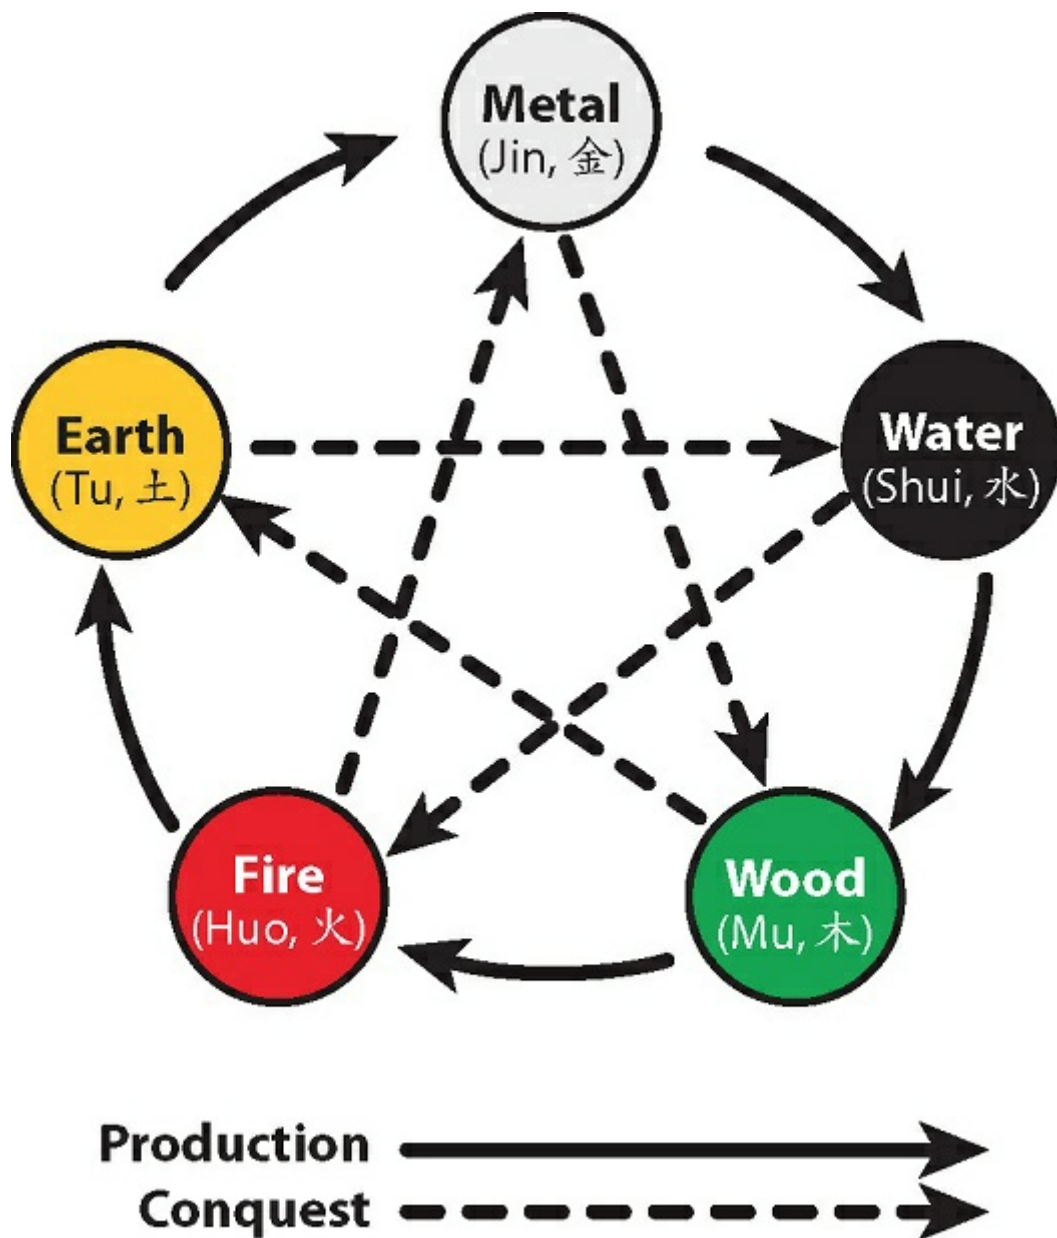 Metal
(Jin, 金)
Earth
(Tu, 土)
Water
(Shui, 水)
Fire
(Huo, 火)
Wood
(Mu, 木)
Production
Conquest